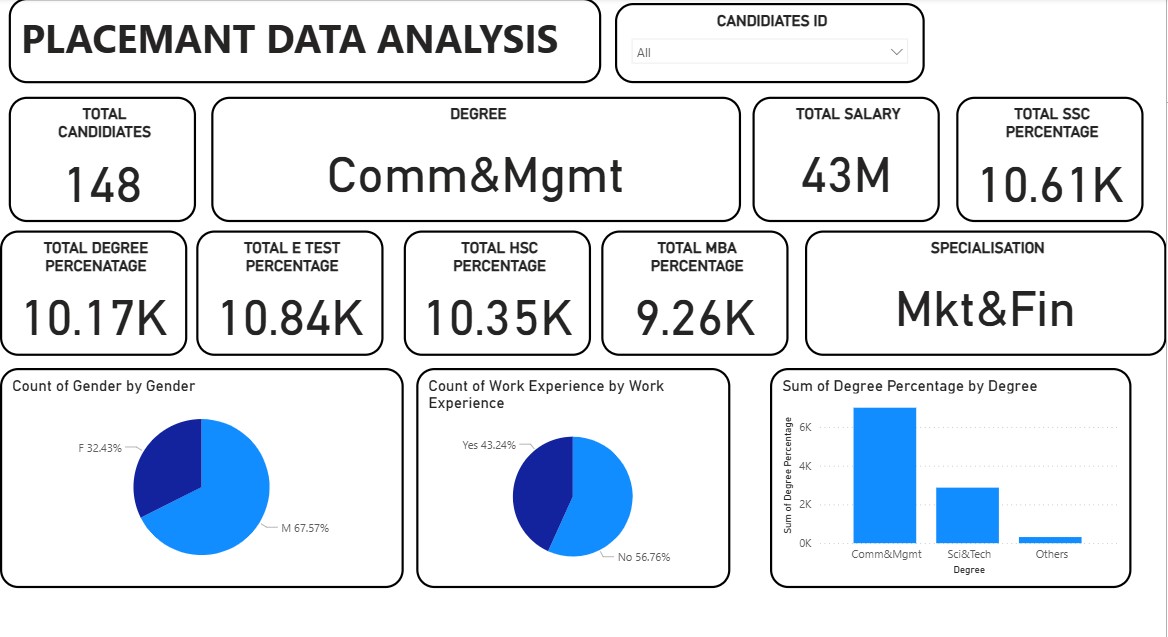 PLACEMANT DATA ANALYSIS
CANDIDATES ID
All
TOTAL
CANDIDATES
148
DEGREE
Comm&Mgmt
TOTAL SALARY
43M
TOTAL SSC
PERCENTAGE
10.61K
TOTAL DEGREE
PERCENATAGE
10.17K
TOTAL E TEST
PERCENTAGE
10.84K
TOTAL HSC
PERCENTAGE
10.35K
TOTAL MBA
PERCENTAGE
9.26K
SPECIALISATION
Mkt&Fin
Count of Gender by Gender
F 32.43%
M 67.57%
Count of Work Experience by Work
Experience
Yes 43.24%
No 56.76%
Sum of Degree Percentage by Degree
Sum of Degree Percentage
6K
4K
2K
0K
Comm&Mgmt
Sci&Tech
Others
Degree